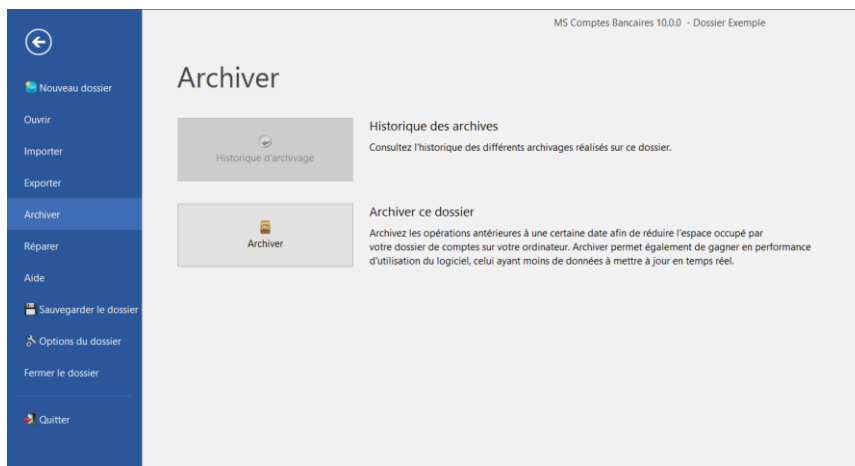 MS Comptes Bancaires 10.0.0 - Dossier Exemple
Nouveau dossier
Ouvrir
Importer
Exporter
Archiver
Réparer
Aide
Sauvegarder le dossier
Options du dossier
Fermer le dossier
Quitter
Archiver
Historique d'archivage
Historique des archives
Consultez l'historique des différents archivages réalisés sur ce dossier.
Archiver
Archiver ce dossier
Archivez les opérations antérieures à une certaine date afin de réduire l'espace occupé par
votre dossier de comptes sur votre ordinateur. Archiver permet également de gagner en performance
d'utilisation du logiciel, celui ayant moins de données à mettre à jour en temps réel.